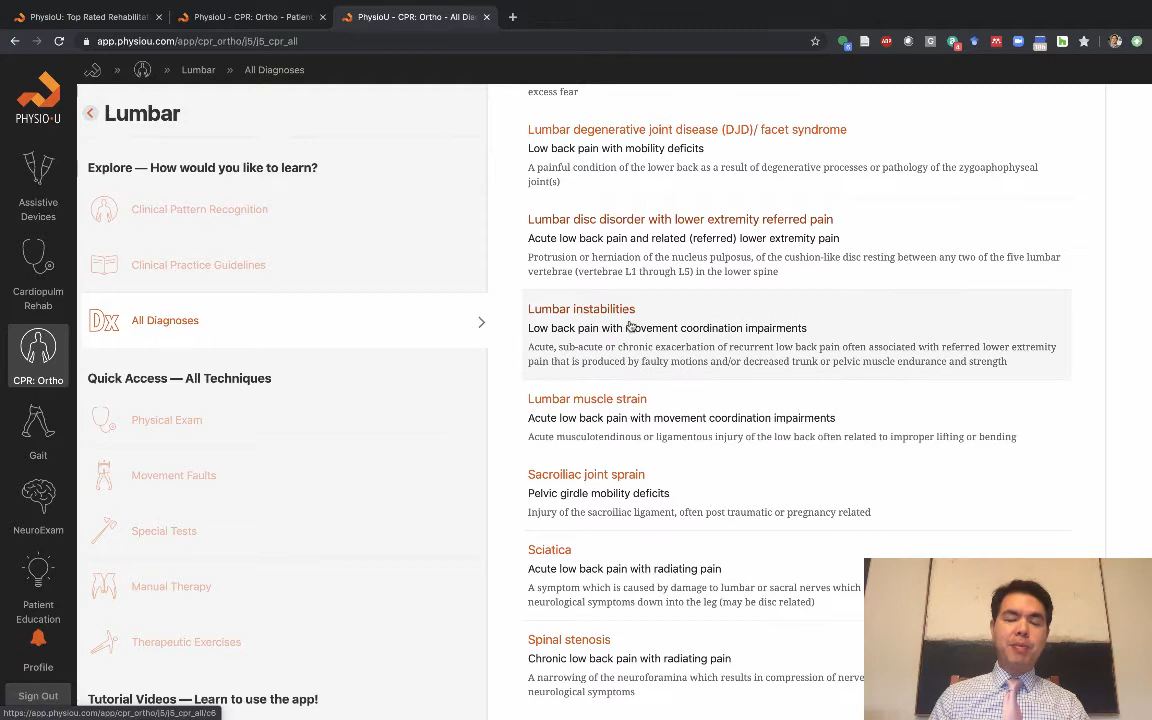 PhysioU: Top Rated Rehabilitat
PhysioU - CPR: Ortho - Patient
PhysioU - CPR: Ortho - All Dia
app.physiou.com/app/cpr_ortho/j5/j5_cpr_all
» » Lumbar » All Diagnoses
PHYSIO•U
Assistive
Devices
Cardiopulm
Rehab
CPR: Ortho
Gait
NeuroExam
Patient
Education
Profile
Sign Out
Lumbar
Explore — How would you like to learn?
Clinical Pattern Recognition
Clinical Practice Guidelines
Dx All Diagnoses
Quick Access — All Techniques
Physical Exam
Movement Faults
Special Tests
Manual Therapy
Therapeutic Exercises
Tutorial Videos — Learn to use the app!
excess fear
Lumbar degenerative joint disease (DJD)/ facet syndrome
Low back pain with mobility deficits
A painful condition of the lower back as a result of degenerative processes or pathology of the zygoaphophyseal
joint(s)
Lumbar disc disorder with lower extremity referred pain
Acute low back pain and related (referred) lower extremity pain
Protrusion or herniation of the nucleus pulposus, of the cushion-like disc resting between any two of the five lumbar
vertebrae (vertebrae L1 through L5) in the lower spine
Lumbar instabilities
Low back pain with movement coordination impairments
Acute, sub-acute or chronic exacerbation of recurrent low back pain often associated with referred lower extremity
pain that is produced by faulty motions and/or decreased trunk or pelvic muscle endurance and strength
Lumbar muscle strain
Acute low back pain with movement coordination impairments
Acute musculotendinous or ligamentous injury of the low back often related to improper lifting or bending
Sacroiliac joint sprain
Pelvic girdle mobility deficits
Injury of the sacroiliac ligament, often post traumatic or pregnancy related
Sciatica
Acute low back pain with radiating pain
A symptom which is caused by damage to lumbar or sacral nerves which
neurological symptoms down into the leg (may be disc related)
Spinal stenosis
Chronic low back pain with radiating pain
A narrowing of the neuroforamina which results in compression of nerve
neurological symptoms
https://app.physiou.com/app/cpr_ortho/j5/j5_cpr_all/c6